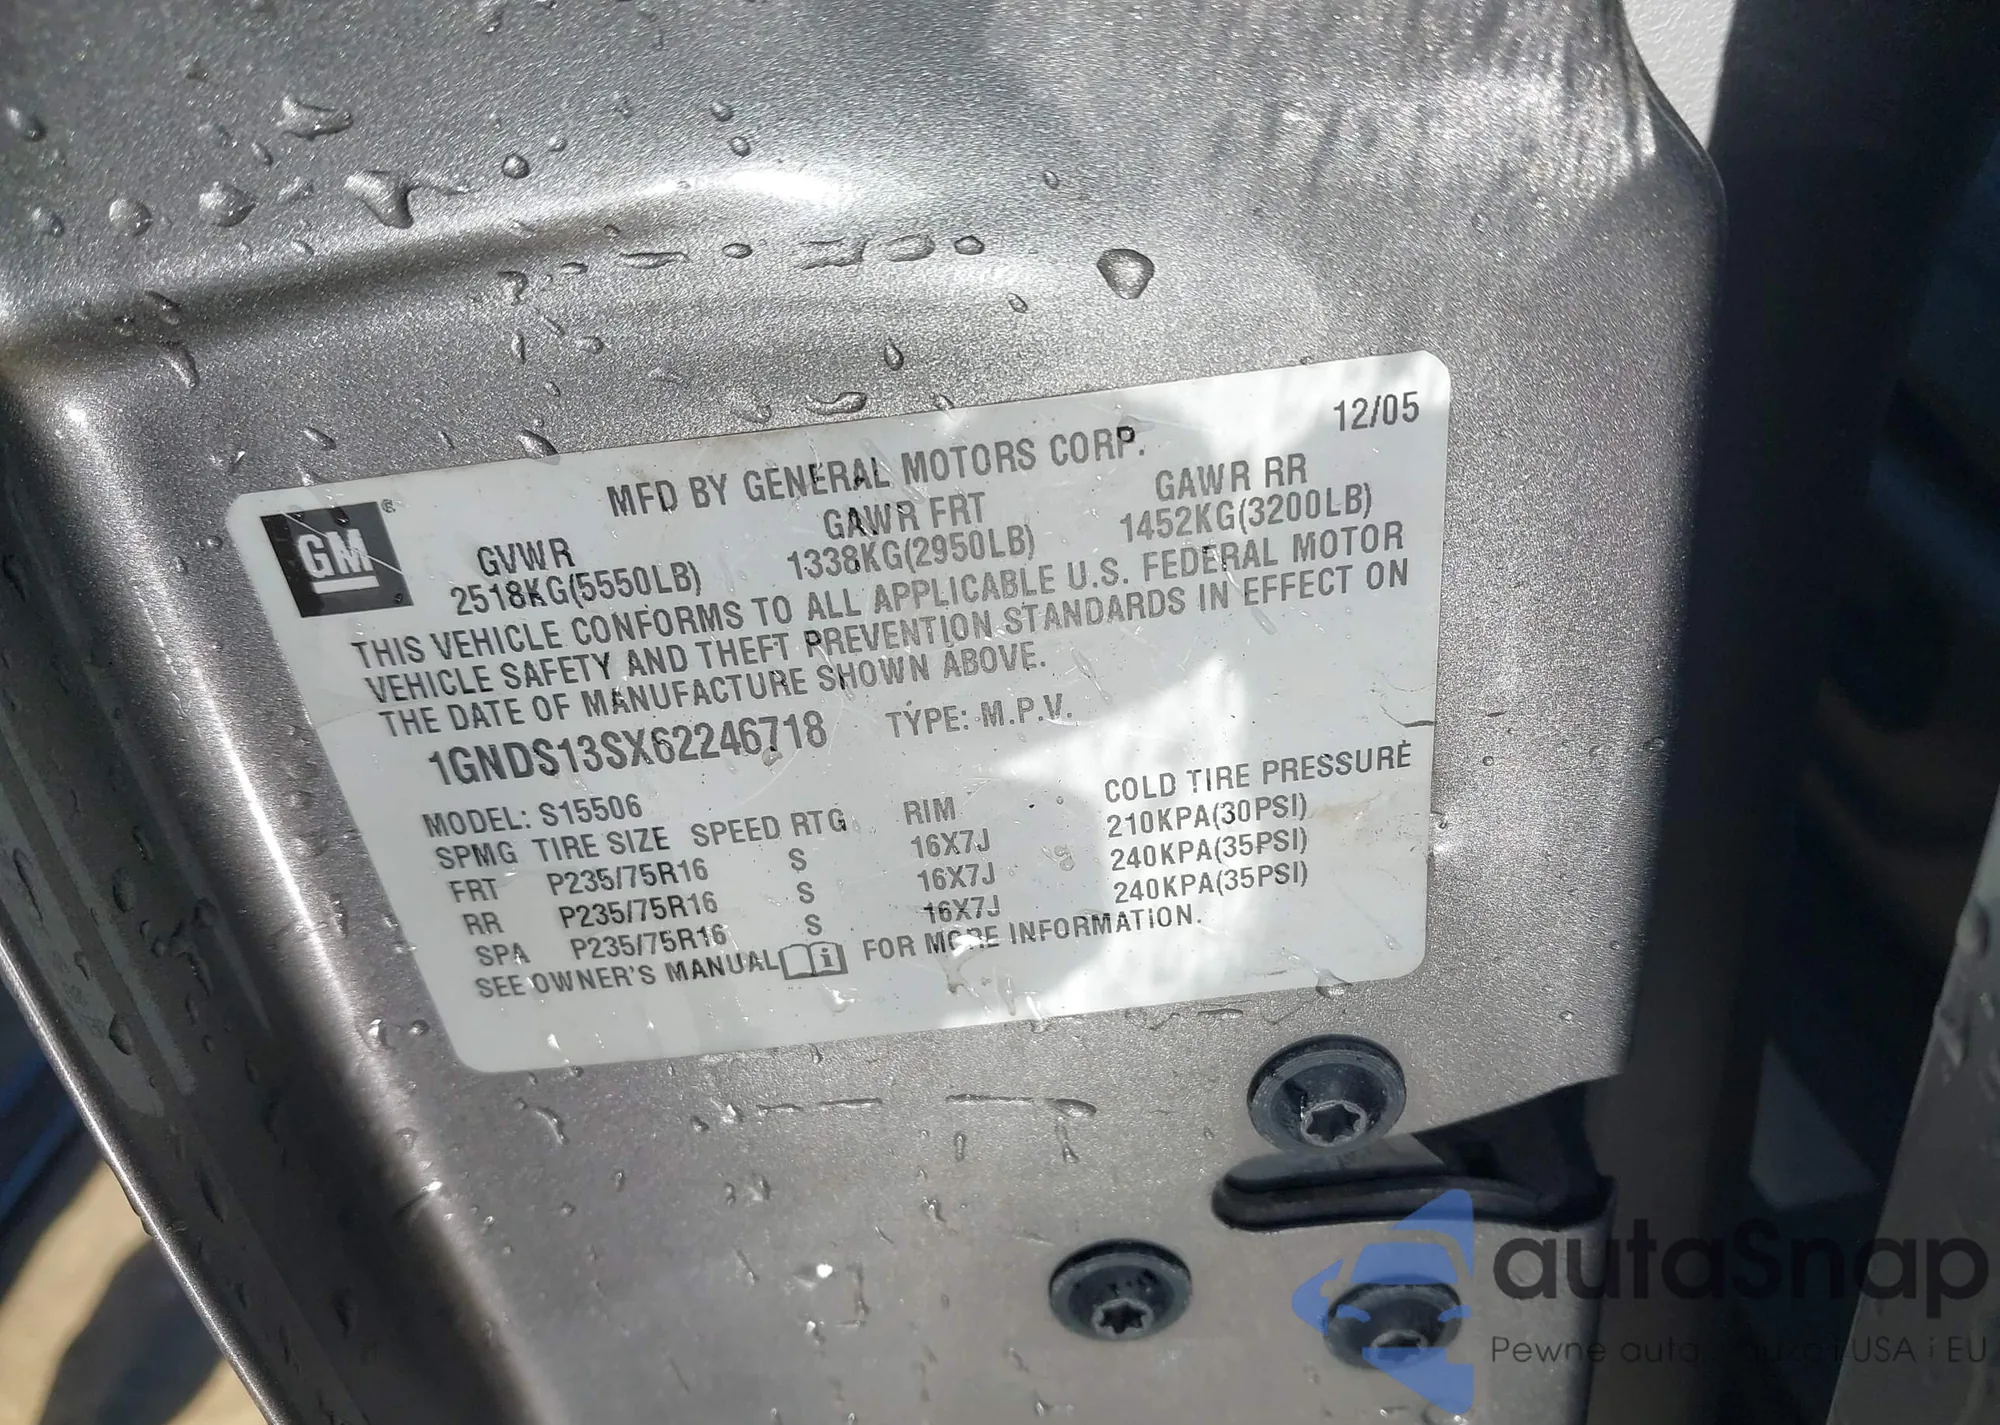 12/05
MFD BY GENERAL MOTORS CORP.
GM
GVWR GAWR FRT GAWR RR
2518KG(5550LB) 1338KG(2950LB) 1452KG(3200LB)
THIS VEHICLE CONFORMS TO ALL APPLICABLE U.S. FEDERAL MOTOR
VEHICLE SAFETY AND THEFT PREVENTION STANDARDS IN EFFECT ON
THE DATE OF MANUFACTURE SHOWN ABOVE.
1GNDS13SX62246718 TYPE: M.P.V.
MODEL: S15506
SPMG TIRE SIZE SPEED RTG RIM COLD TIRE PRESSURE
FRT P235/75R16 S 16X7J 210KPA(30PSI)
RR P235/75R16 S 16X7J 240KPA(35PSI)
SPA P235/75R16 S 16X7J 240KPA(35PSI)
SEE OWNER'S MANUAL FOR MORE INFORMATION.
autaSnap
Pewne auta USA i EU